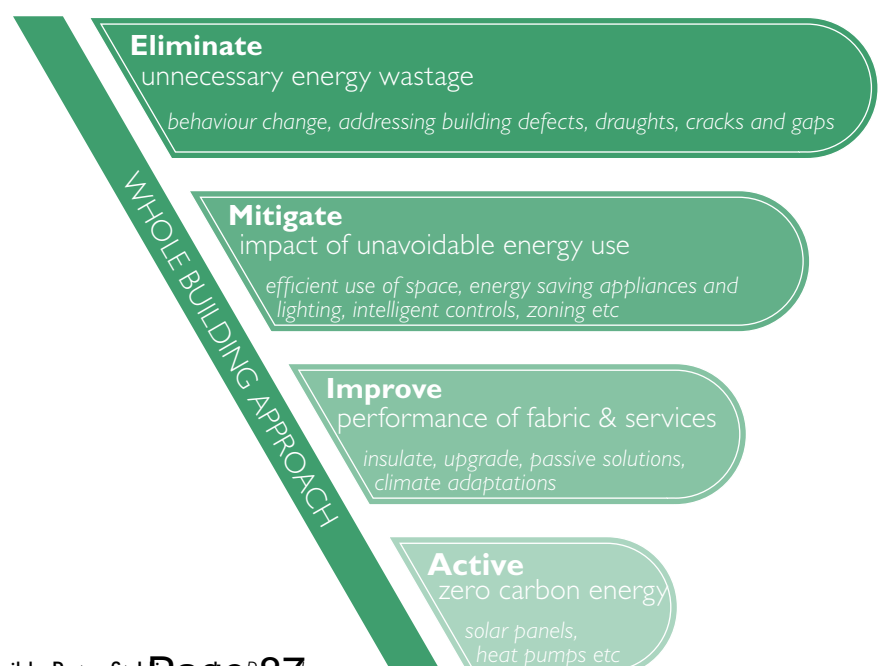 Eliminate
unnecessary energy wastage
behaviour change, addressing building defects, draughts, cracks and gaps
WHOLE BUILDING APPROACH
Mitigate
impact of unavoidable energy use
efficient use of space, energy saving appliances and
lighting, intelligent controls, zoning etc
Improve
performance of fabric & services
insulate, upgrade, passive solutions,
climate adaptations
Active
zero carbon energy
solar panels,
heat pumps etc
Page 87